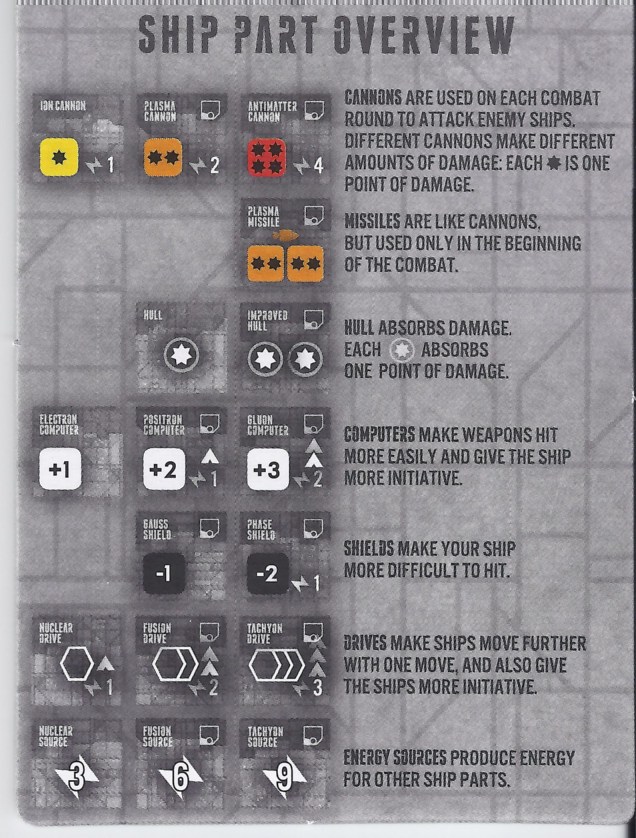 SHIP PART OVERVIEW
ION CANNON
1
PLASMA
CANNON
2
ANTIMATTER
CANNON
4
CANNONS ARE USED ON EACH COMBAT
ROUND TO ATTACK ENEMY SHIPS.
DIFFERENT CANNONS MAKE DIFFERENT
AMOUNTS OF DAMAGE: EACH IS ONE
POINT OF DAMAGE.
PLASMA
MISSILE
MISSILES ARE LIKE CANNONS,
BUT USED ONLY IN THE BEGINNING
OF THE COMBAT.
HULL
IMPROVED
HULL
HULL ABSORBS DAMAGE.
EACH ABSORBS
ONE POINT OF DAMAGE.
ELECTRON
COMPUTER
+1
POSITRON
COMPUTER
+2
1
GLUON
COMPUTER
+3
2
COMPUTERS MAKE WEAPONS HIT
MORE EASILY AND GIVE THE SHIP
MORE INITIATIVE.
GAUSS
SHIELD
-1
PHASE
SHIELD
-2
1
SHIELDS MAKE YOUR SHIP
MORE DIFFICULT TO HIT.
NUCLEAR
DRIVE
1
FUSION
DRIVE
2
TACHYON
DRIVE
3
DRIVES MAKE SHIPS MOVE FURTHER
WITH ONE MOVE, AND ALSO GIVE
THE SHIPS MORE INITIATIVE.
NUCLEAR
SOURCE
3
FUSION
SOURCE
6
TACHYON
SOURCE
9
ENERGY SOURCES PRODUCE ENERGY
FOR OTHER SHIP PARTS.